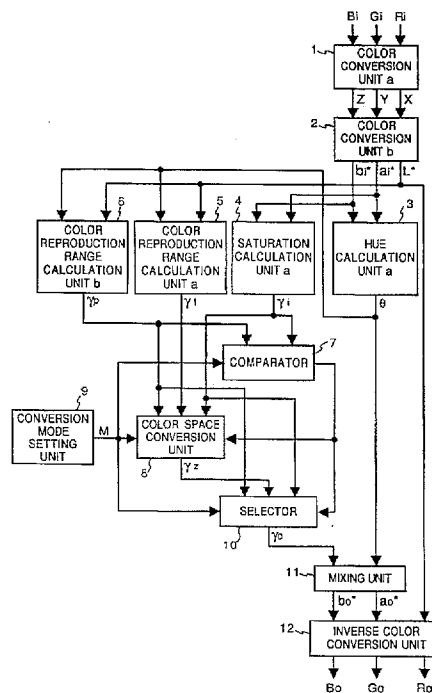 Bi Gi Ri
1
COLOR
CONVERSION
UNIT a
Z Y X
2
COLOR
CONVERSION
UNIT b
bi* ai* L*
6 5 4 3
COLOR
REPRODUCTION
RANGE
CALCULATION
UNIT b
COLOR
REPRODUCTION
RANGE
CALCULATION
UNIT a
SATURATION
CALCULATION
UNIT a
HUE
CALCULATION
UNIT a
γp γt γi θ
7
COMPARATOR
9
CONVERSION
MODE
SETTING
UNIT
M
COLOR SPACE
CONVERSION
UNIT
8
γz
SELECTOR
10
γo
11
MIXING UNIT
bo* ao*
12
INVERSE COLOR
CONVERSION UNIT
Bo Go Ro